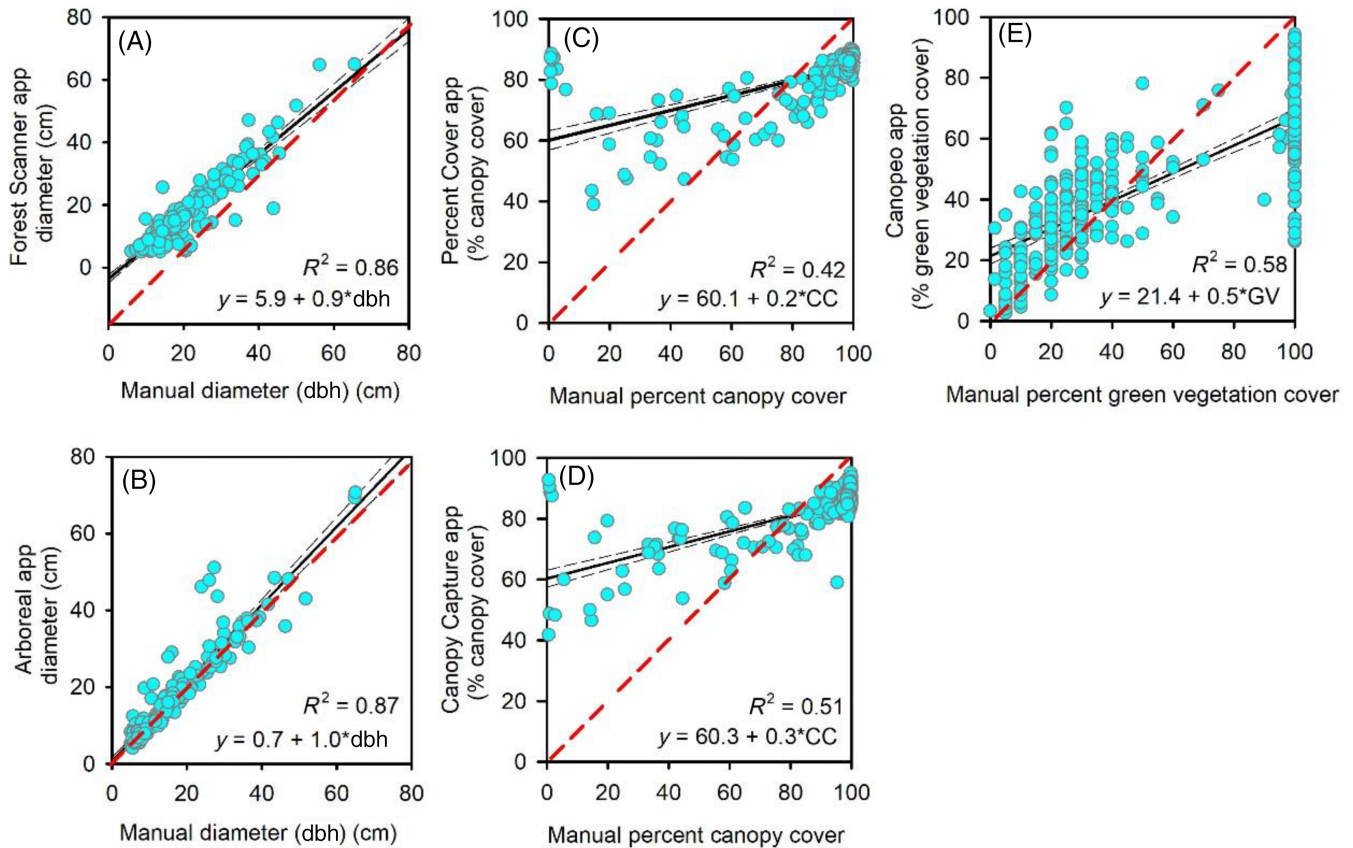 (A)
Forest Scanner app
diameter (cm)
80
60
40
20
0
R² = 0.86
y = 5.9 + 0.9*dbh
0 20 40 60 80
Manual diameter (dbh) (cm)
(C)
Percent Cover app
(% canopy cover)
100
80
60
40
20
0
R² = 0.42
y = 60.1 + 0.2*CC
0 20 40 60 80 100
Manual percent canopy cover
(E)
Canopeo app
(% green vegetation cover)
100
80
60
40
20
0
R² = 0.58
y = 21.4 + 0.5*GV
0 20 40 60 80 100
Manual percent green vegetation cover
(B)
Arboreal app
diameter (cm)
80
60
40
20
0
R² = 0.87
y = 0.7 + 1.0*dbh
0 20 40 60 80
Manual diameter (dbh) (cm)
(D)
Canopy Capture app
(% canopy cover)
100
80
60
40
20
0
R² = 0.51
y = 60.3 + 0.3*CC
0 20 40 60 80 100
Manual percent canopy cover